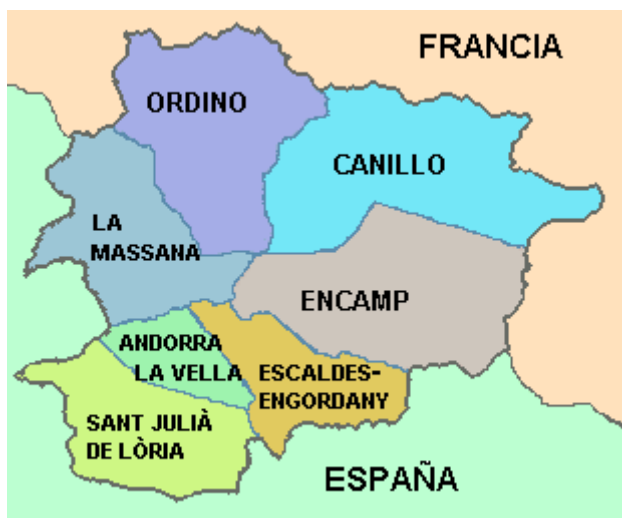 FRANCIA
ORDINO
CANILLO
LA
MASSANA
ENCAMP
ANDORRA
LA VELLA
ESCALDES-
ENGORDANY
SANT JULIÀ
DE LÒRIA
ESPAÑA